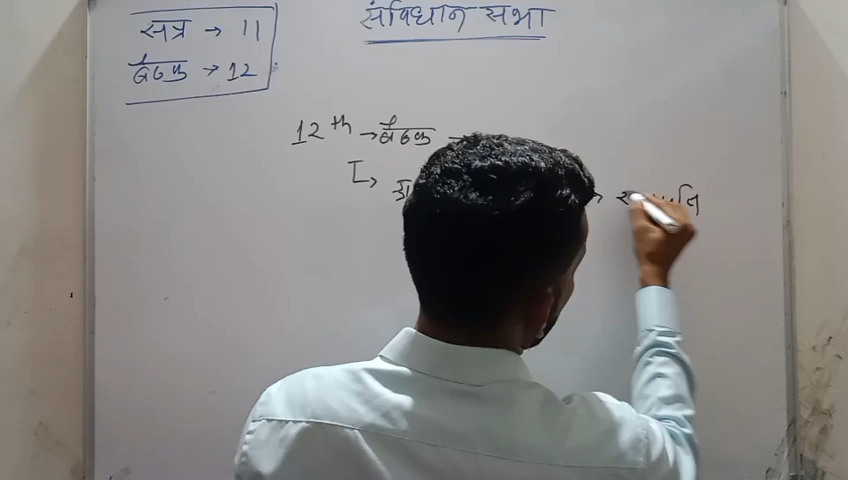 संविधान सभा
सत्र → 11
बैठक → 12
12th → बैठक →